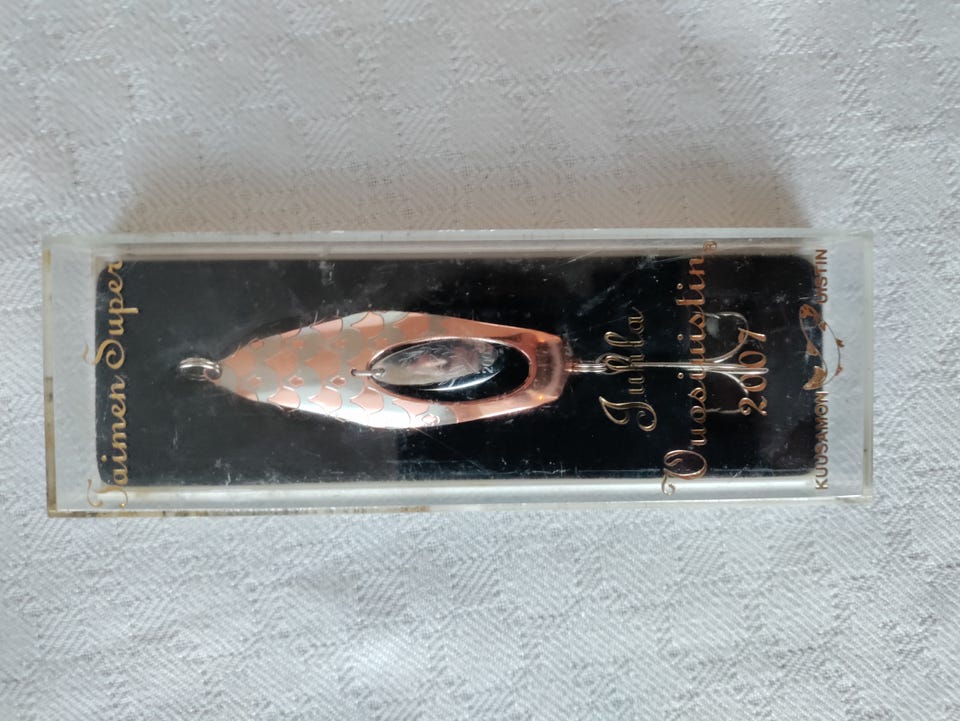 Taimen Super
Juhla
Vuosiuistin®
2007
KUUSAMON UISTIN